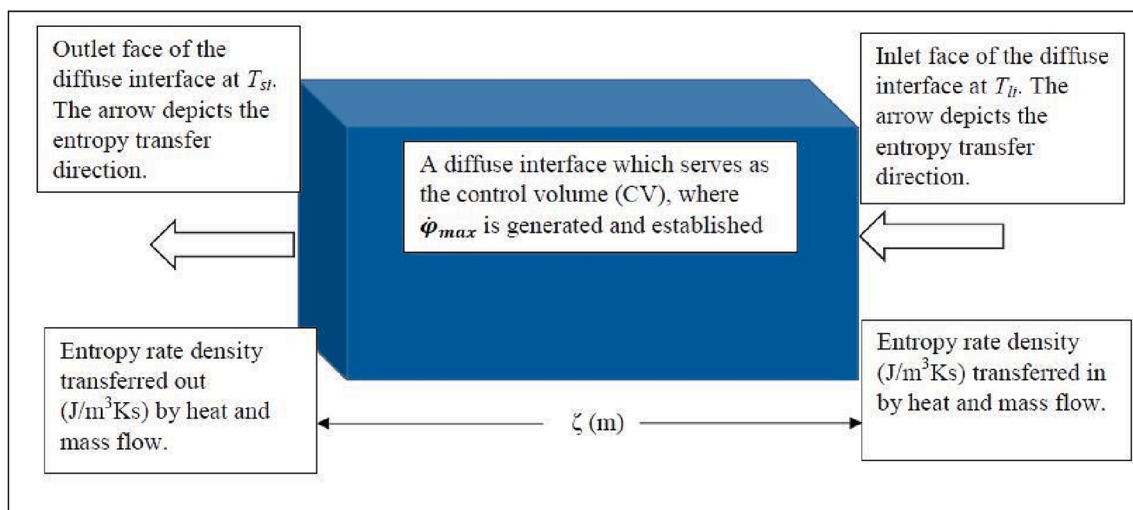 Outlet face of the
diffuse interface at Tsi.
The arrow depicts the
entropy transfer
direction.
Inlet face of the diffuse
interface at Tli. The
arrow depicts the
entropy transfer
direction.
A diffuse interface which serves as
the control volume (CV), where
φ̇max is generated and established
Entropy rate density
transferred out
(J/m³Ks) by heat and
mass flow.
ζ (m)
Entropy rate density
(J/m³Ks) transferred in
by heat and mass flow.